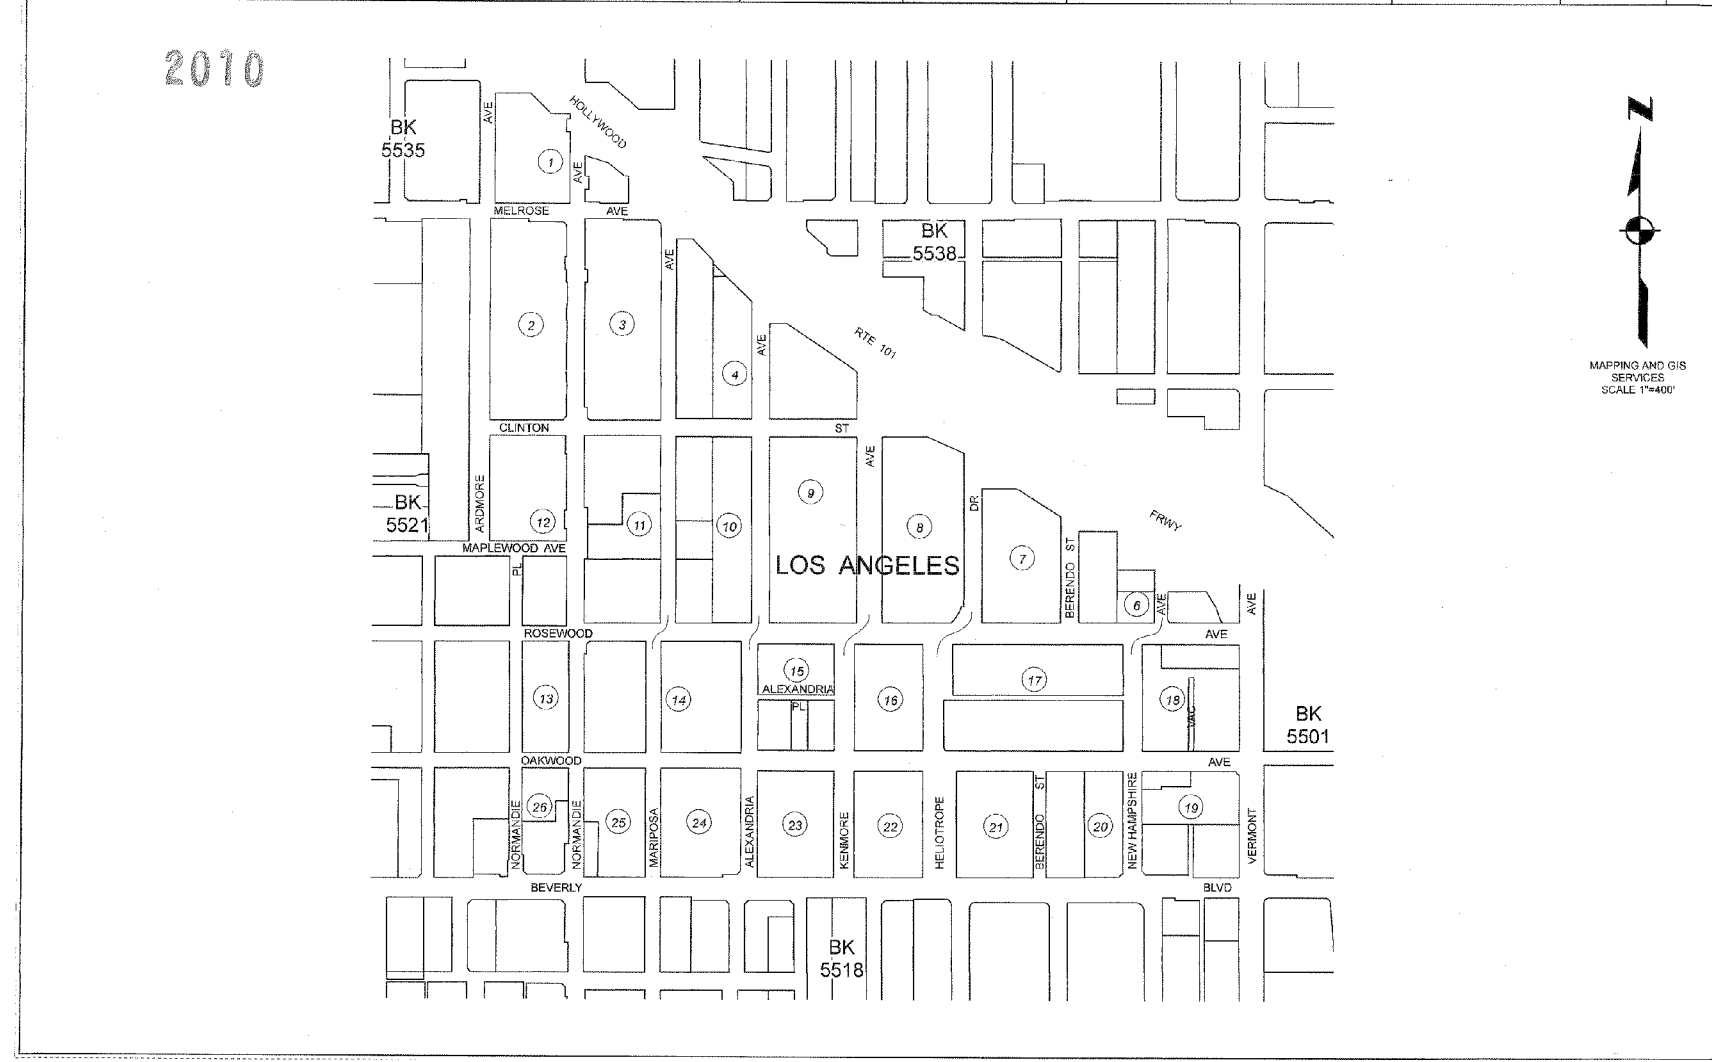 2010
HOLLYWOOD
AVE
BK
5535
1
AVE
MELROSE AVE
BK
5538
AVE
2
3
RTE 101
AVE
4
MAPPING AND GIS
SERVICES
SCALE 1"=400'
N
CLINTON ST
AVE
ARDMORE
9
DR
BK
5521
12
11
10
8
FRWY
MAPLEWOOD AVE
PL
LOS ANGELES
7
BERENDO ST
6
AVE
AVE
ROSEWOOD AVE
15
ALEXANDRIA
PL
13
14
16
17
18
VAC
BK
5501
OAKWOOD AVE
26
25
24
23
22
21
20
19
NORMANDIE
NORMANDIE
MARIPOSA
ALEXANDRIA
KENMORE
HELIOTROPE
BERENDO ST
NEW HAMPSHIRE
VERMONT
BEVERLY BLVD
BK
5518